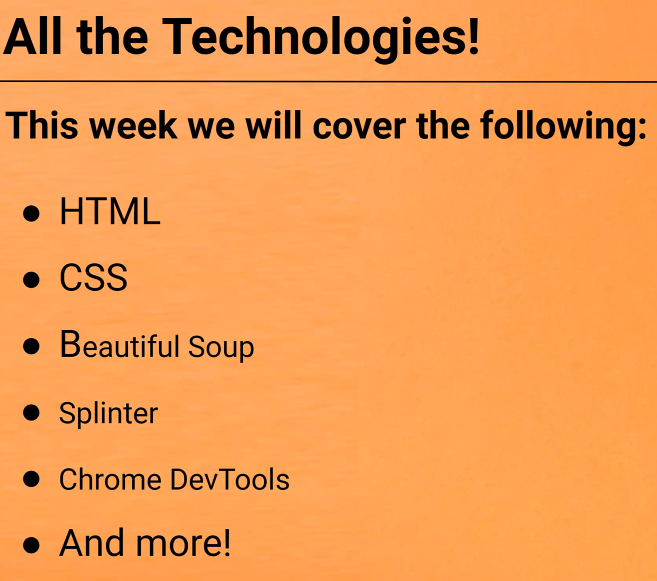 All the Technologies!
This week we will cover the following:
● HTML
● CSS
● Beautiful Soup
● Splinter
● Chrome DevTools
● And more!